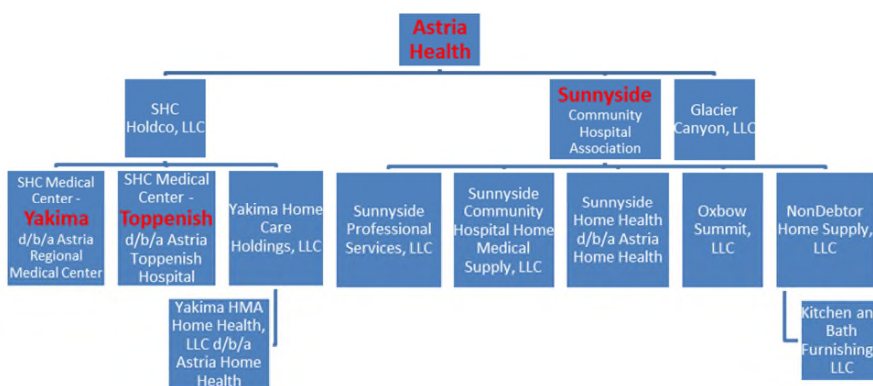 Astria
Health
SHC
Holdco, LLC
Sunnyside
Community
Hospital
Association
Glacier
Canyon, LLC
SHC Medical
Center -
Yakima
d/b/a Astria
Regional
Medical Center
SHC Medical
Center -
Toppenish
d/b/a Astria
Toppenish
Hospital
Yakima Home
Care
Holdings, LLC
Sunnyside
Professional
Services, LLC
Sunnyside
Community
Hospital Home
Medical
Supply, LLC
Sunnyside
Home Health
d/b/a Astria
Home Health
Oxbow
Summit,
LLC
NonDebtor
Home Supply,
LLC
Yakima HMA
Home Health,
LLC d/b/a
Astria Home
Health
Kitchen an
Bath
Furnishing
LLC